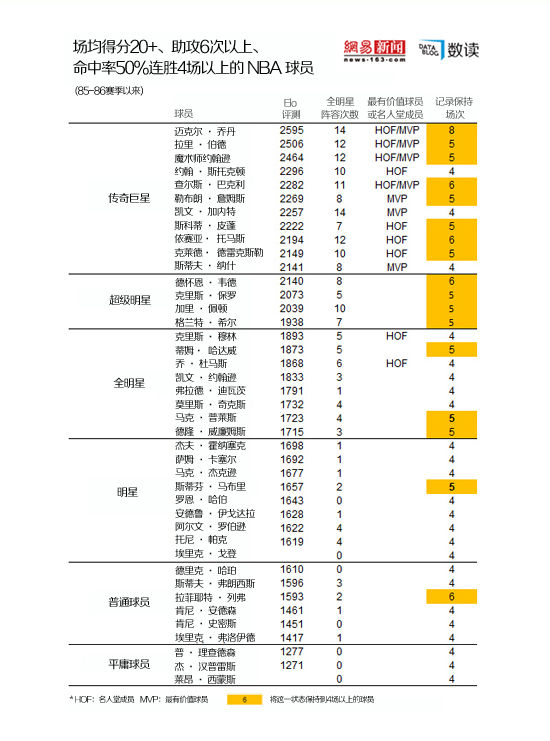 场均得分20+、助攻6次以上、
命中率50%连胜4场以上的 NBA 球员
網易 新闻
news·163.com
DATA BLOG 数读
(85-86赛季以来)
球员 Elo 评测 全明星 阵容次数 最有价值球员 或名人堂成员 记录保持 场次
传奇巨星
迈克尔·乔丹 2595 14 HOF/MVP 8
拉里·伯德 2506 12 HOF/MVP 5
魔术师约翰逊 2464 12 HOF/MVP 5
约翰·斯托克顿 2296 10 HOF 4
查尔斯·巴克利 2282 11 HOF/MVP 6
勒布朗·詹姆斯 2269 8 MVP 5
凯文·加内特 2257 14 MVP 4
斯科蒂·皮蓬 2222 7 HOF 5
依赛亚·托马斯 2194 12 HOF 6
克莱德·德雷克斯勒 2149 10 HOF 5
斯蒂夫·纳什 2141 8 MVP 4
超级明星
德怀恩·韦德 2140 8 6
克里斯·保罗 2073 5 5
加里·佩顿 2039 10 5
格兰特·希尔 1938 7 5
全明星
克里斯·穆林 1893 5 HOF 4
蒂姆·哈达威 1873 5 5
乔·杜马斯 1868 6 HOF 4
凯文·约翰逊 1833 3 4
弗拉德·迪瓦茨 1791 1 4
莫里斯·奇克斯 1732 4 4
马克·普莱斯 1723 4 5
德隆·威廉姆斯 1715 3 5
明星
杰夫·霍纳塞克 1698 1 4
萨姆·卡塞尔 1692 1 4
马克·杰克逊 1677 1 4
斯蒂芬·马布里 1657 2 5
罗恩·哈伯 1643 0 4
安德鲁·伊戈达拉 1628 1 4
阿尔文·罗伯逊 1622 4 4
托尼·帕克 1619 4 4
埃里克·戈登 0 4
普通球员
德里克·哈珀 1610 0 4
斯蒂夫·弗朗西斯 1596 3 4
拉菲耶特·列弗 1593 2 6
肯尼·安德森 1461 1 4
肯尼·史密斯 1451 0 4
埃里克·弗洛伊德 1417 1 4
平庸球员
普·理查德森 1277 0 4
杰·汉普雷斯 1271 0 4
莱昂·西蒙斯 0 4
*HOF：名人堂成员 MVP：最有价值球员 6 将这一状态保持到4场以上的球员